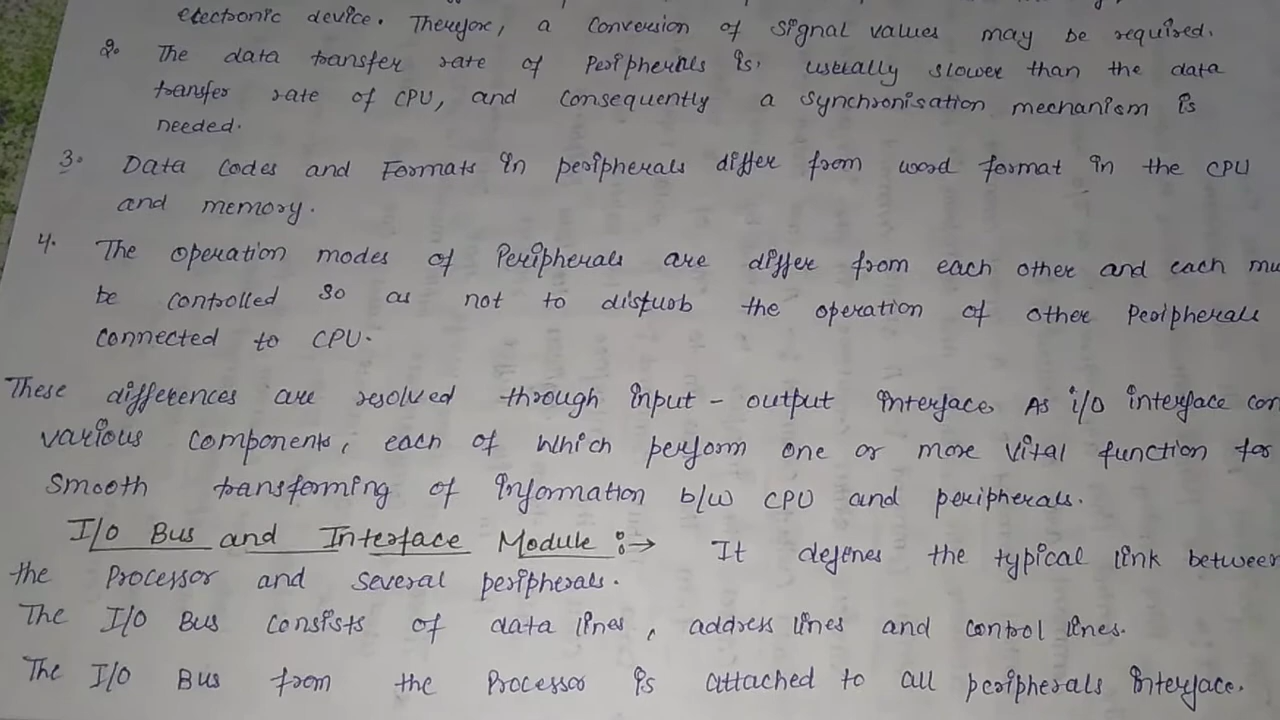 electronic device. Therefore, a Conversion of signal values may be required.
2. The data transfer rate of Peripherals is, usually slower than the data
transfer rate of CPU, and Consequently a Synchronisation mechanism is
needed.
3. Data Codes and Formats in peripherals differ from word format in the CPU
and memory.
4. The operation modes of Peripherals are differ from each other and each mu
be controlled so as not to disturb the operation of other Peripherals
Connected to CPU.
These differences are resolved through input - output interface. As i/o interface con
various components, each of which perform one or more vital function for
Smooth transforming of information b/w CPU and peripherals.
I/O Bus and Interface Module :→ It defines the typical link between
the Processor and several peripherals.
The I/O Bus consists of data lines, address lines and control lines.
The I/O Bus from the Processor is attached to all peripherals interface.